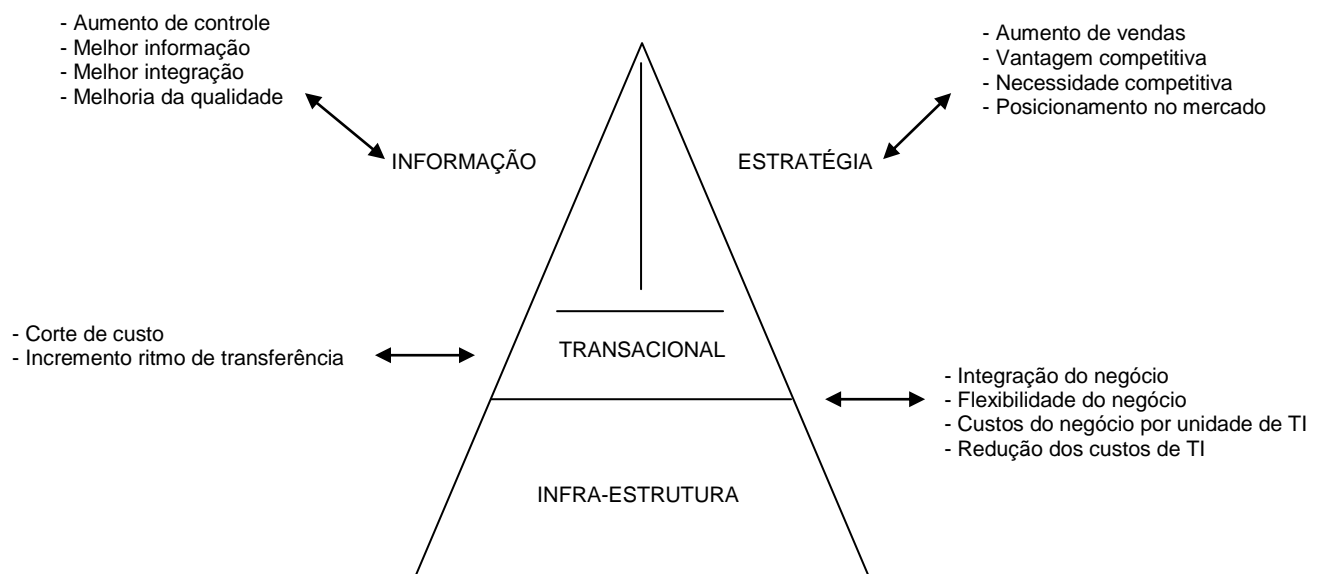 - Aumento de controle
- Melhor informação
- Melhor integração
- Melhoria da qualidade
- Aumento de vendas
- Vantagem competitiva
- Necessidade competitiva
- Posicionamento no mercado
INFORMAÇÃO
ESTRATÉGIA
- Corte de custo
- Incremento ritmo de transferência
TRANSACIONAL
- Integração do negócio
- Flexibilidade do negócio
- Custos do negócio por unidade de TI
- Redução dos custos de TI
INFRA-ESTRUTURA